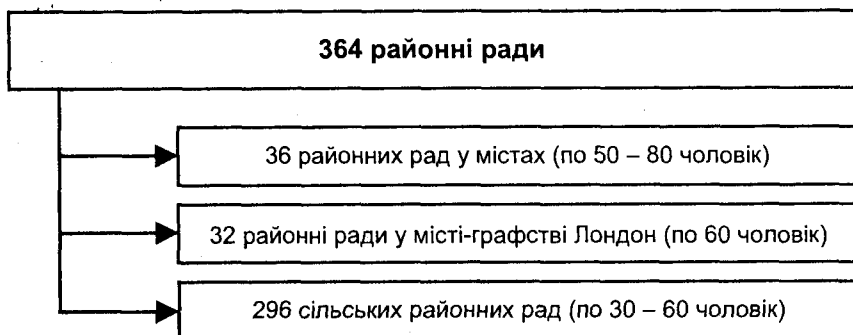 364 районні ради
36 районних рад у містах (по 50 – 80 чоловік)
32 районні ради у місті-графстві Лондон (по 60 чоловік)
296 сільських районних рад (по 30 – 60 чоловік)